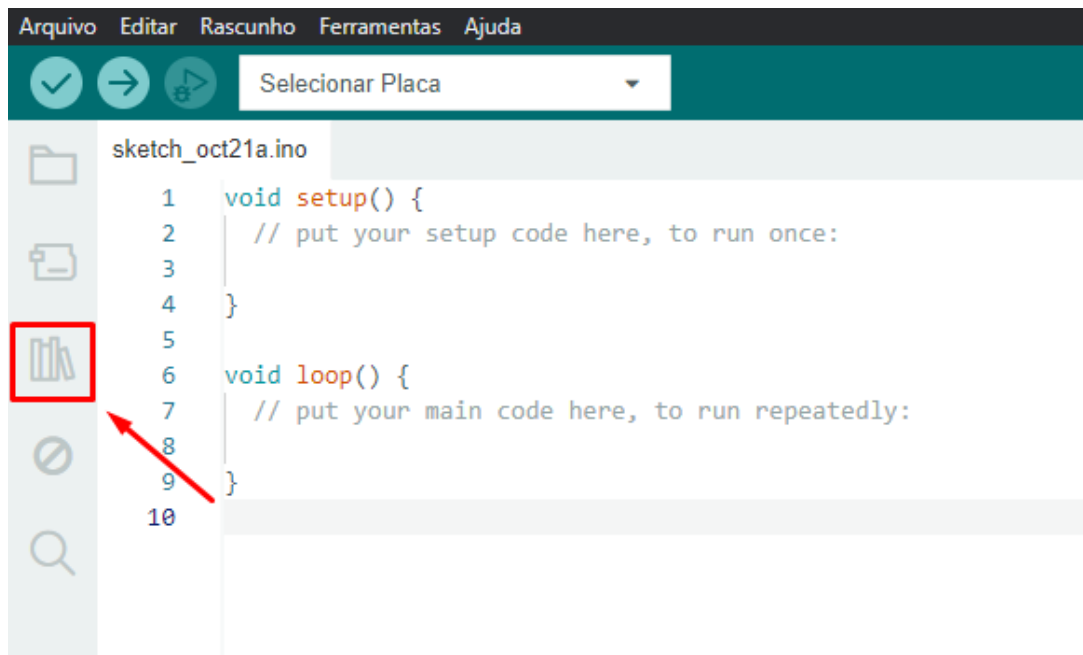 Arquivo Editar Rascunho Ferramentas Ajuda
Selecionar Placa
sketch_oct21a.ino
1 void setup() {
2 // put your setup code here, to run once:
3
4 }
5
6 void loop() {
7 // put your main code here, to run repeatedly:
8
9 }
10